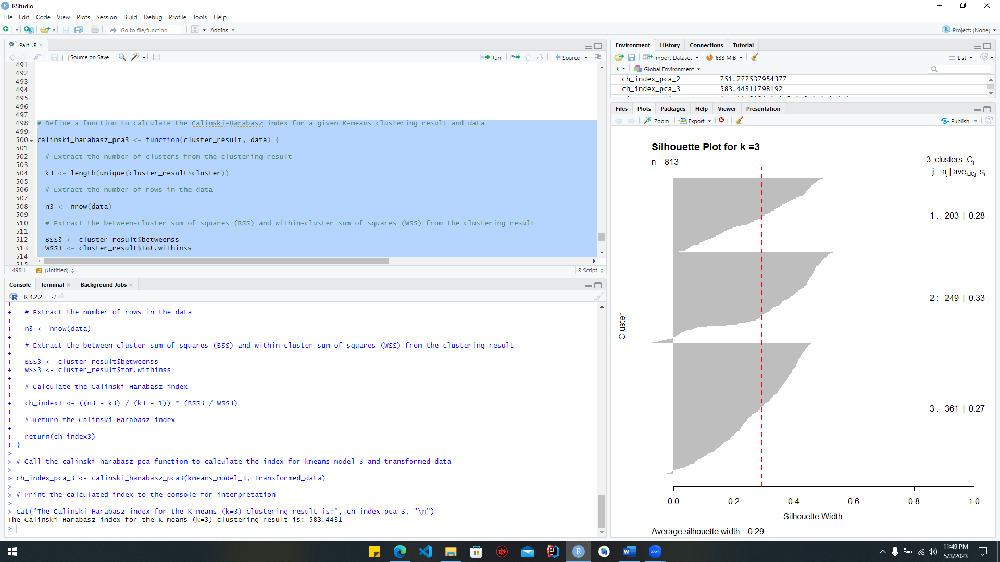 RStudio
File Edit Code View Plots Session Build Debug Profile Tools Help
Go to file/function Addins Project: (None)
Part1.R
Source on Save Run Source
491
492
493
494
495
496
497
498 # Define a function to calculate the Calinski-Harabasz index for a given K-means clustering result and data
499
500 calinski_harabasz_pca3 <- function(cluster_result, data) {
501
502 # Extract the number of clusters from the clustering result
503
504 k3 <- length(unique(cluster_result$cluster))
505
506 # Extract the number of rows in the data
507
508 n3 <- nrow(data)
509
510 # Extract the between-cluster sum of squares (BSS) and within-cluster sum of squares (WSS) from the clustering result
511
512 BSS3 <- cluster_result$betweenss
513 WSS3 <- cluster_result$tot.withinss
514
515
498:1 (Untitled) R Script
Console Terminal Background Jobs
R 4.2.2 · ~/
+
+ # Extract the number of rows in the data
+
+ n3 <- nrow(data)
+
+ # Extract the between-cluster sum of squares (BSS) and within-cluster sum of squares (WSS) from the clustering result
+
+ BSS3 <- cluster_result$betweenss
+ WSS3 <- cluster_result$tot.withinss
+
+ # Calculate the Calinski-Harabasz index
+
+ ch_index3 <- ((n3 - k3) / (k3 - 1)) * (BSS3 / WSS3)
+
+ # Return the Calinski-Harabasz index
+
+ return(ch_index3)
+ }
>
> # Call the calinski_harabasz_pca function to calculate the index for kmeans_model_3 and transformed_data
>
> ch_index_pca_3 <- calinski_harabasz_pca3(kmeans_model_3, transformed_data)
>
> # Print the calculated index to the console for interpretation
>
> cat("The Calinski-Harabasz index for the K-means (k=3) clustering result is:", ch_index_pca_3, "\n")
The Calinski-Harabasz index for the K-means (k=3) clustering result is: 583.4431
>
Environment History Connections Tutorial
Import Dataset 633 MiB List
R Global Environment
ch_index_pca_2 751.777537954377
ch_index_pca_3 583.44311798192
Files Plots Packages Help Viewer Presentation
Zoom Export Publish
Silhouette Plot for k =3
n = 813
3 clusters Cj
j : nj | avei□Cj si
1 : 203 | 0.28
2 : 249 | 0.33
3 : 361 | 0.27
Cluster
0.0 0.2 0.4 0.6 0.8 1.0
Silhouette Width
Average silhouette width : 0.29
11:49 PM
5/3/2023